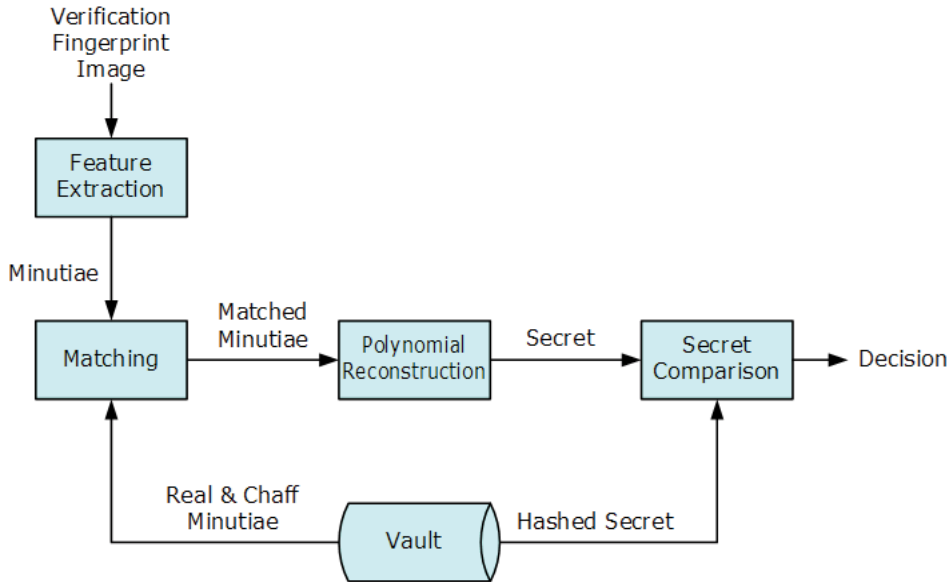 Verification
Fingerprint
Image
Feature
Extraction
Minutiae
Matching
Matched
Minutiae
Polynomial
Reconstruction
Secret
Secret
Comparison
Decision
Real & Chaff
Minutiae
Vault
Hashed Secret